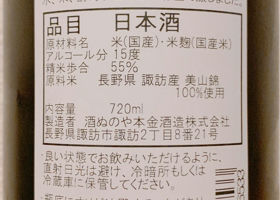 品目 日本酒
原材料名 米(国産)・米麹(国産米)
アルコール分 15度
精米歩合 55%
原料米 長野県 諏訪産 美山錦
100%使用
内容量 720ml
製造者 酒ぬのや本金酒造株式会社
長野県諏訪市諏訪2丁目8番21号
良い状態でお飲みいただけるように、
直射日光は避け、冷暗所もしくは
冷蔵庫に保管してください。